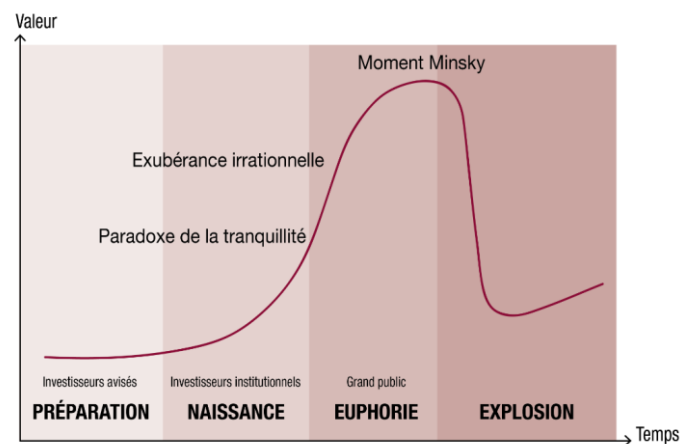 Valeur
Moment Minsky
Exubérance irrationnelle
Paradoxe de la tranquillité
Investisseurs avisés
Investisseurs institutionnels
Grand public
PRÉPARATION
NAISSANCE
EUPHORIE
EXPLOSION
Temps